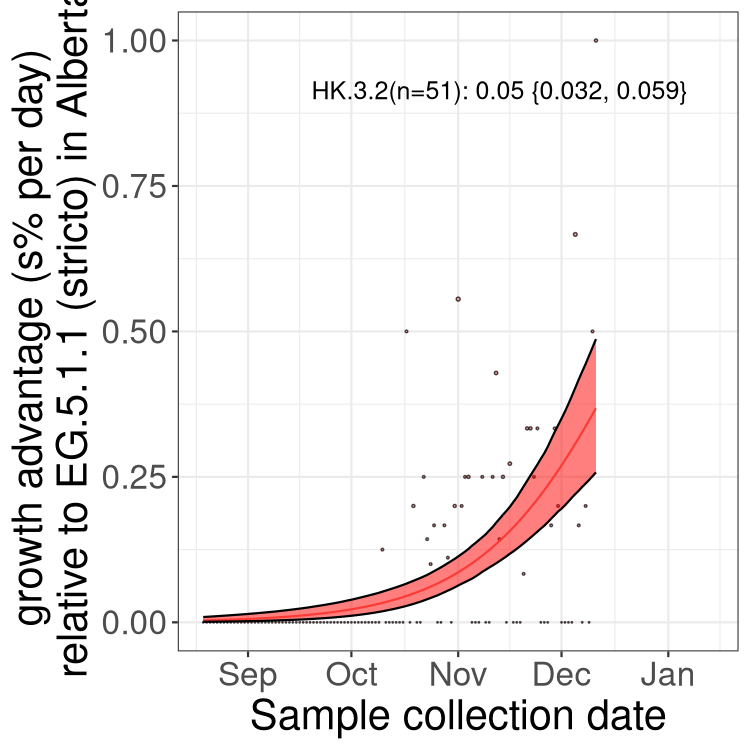 growth advantage (s% per day)
relative to EG.5.1.1 (stricto) in Alberta
1.00
HK.3.2(n=51): 0.05 {0.032, 0.059}
0.75
0.50
0.25
0.00
Sep Oct Nov Dec Jan
Sample collection date